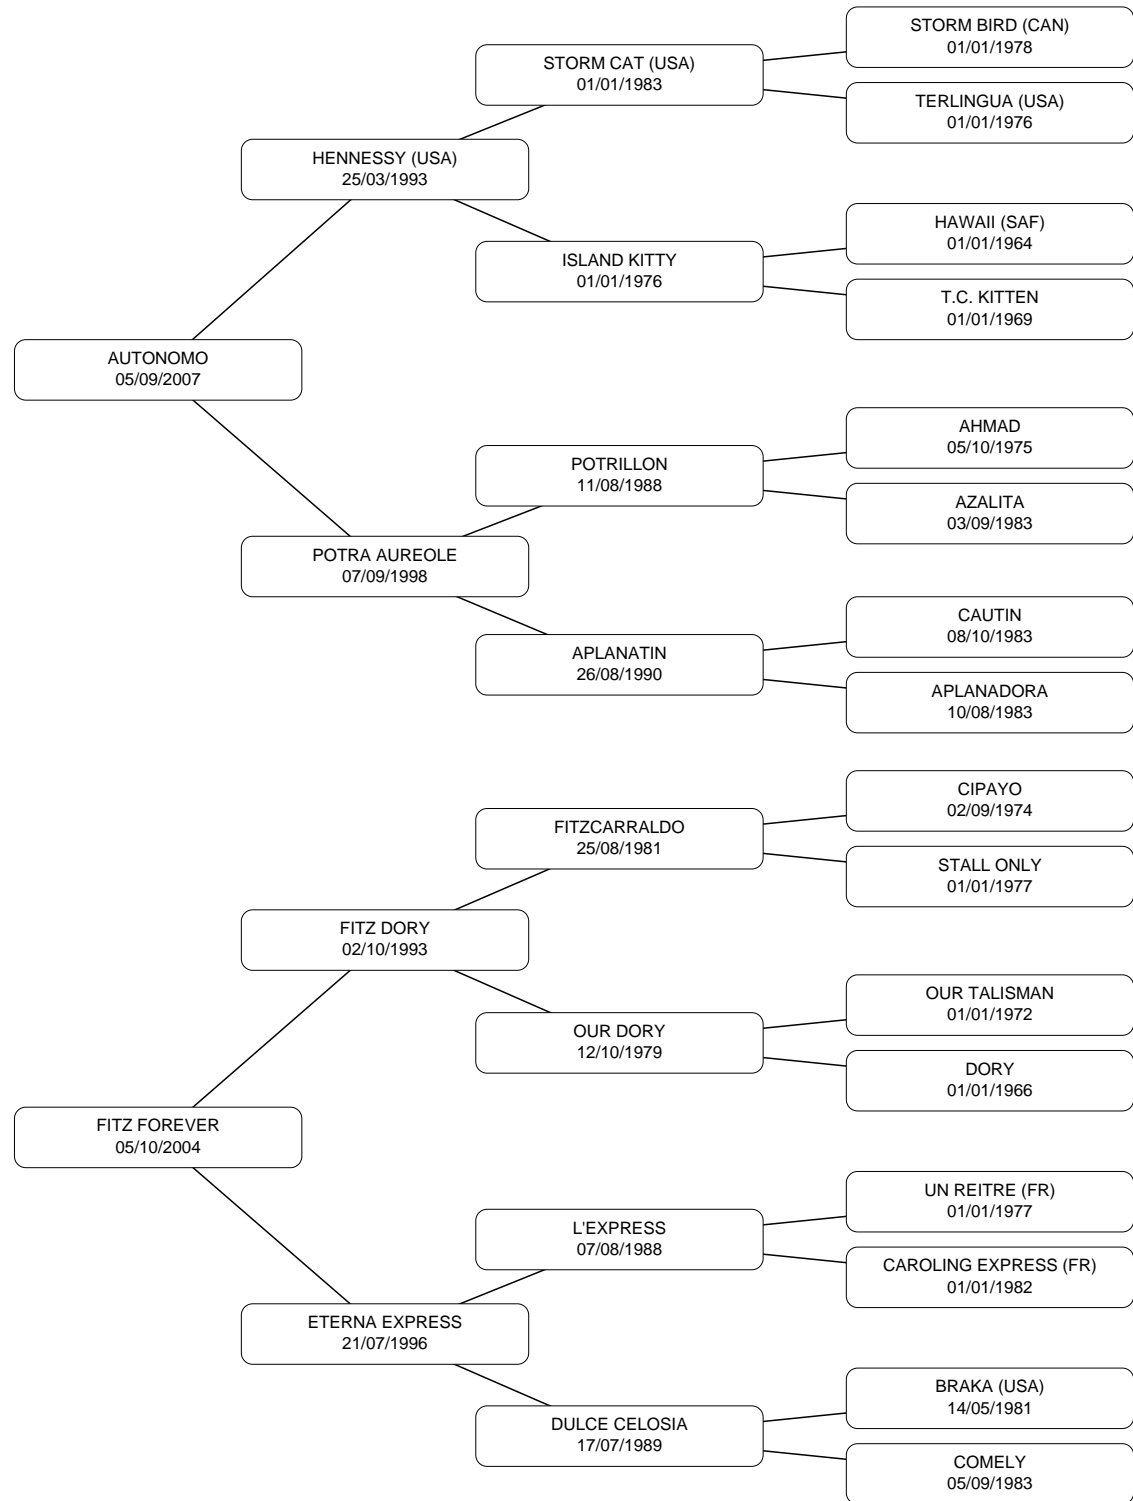 STORM BIRD (CAN)
01/01/1978
STORM CAT (USA)
01/01/1983
TERLINGUA (USA)
01/01/1976
HENNESSY (USA)
25/03/1993
HAWAII (SAF)
01/01/1964
ISLAND KITTY
01/01/1976
T.C. KITTEN
01/01/1969
AUTONOMO
05/09/2007
AHMAD
05/10/1975
POTRILLON
11/08/1988
AZALITA
03/09/1983
POTRA AUREOLE
07/09/1998
CAUTIN
08/10/1983
APLANATIN
26/08/1990
APLANADORA
10/08/1983
CIPAYO
02/09/1974
FITZCARRALDO
25/08/1981
STALL ONLY
01/01/1977
FITZ DORY
02/10/1993
OUR TALISMAN
01/01/1972
OUR DORY
12/10/1979
DORY
01/01/1966
FITZ FOREVER
05/10/2004
UN REITRE (FR)
01/01/1977
L'EXPRESS
07/08/1988
CAROLING EXPRESS (FR)
01/01/1982
ETERNA EXPRESS
21/07/1996
BRAKA (USA)
14/05/1981
DULCE CELOSIA
17/07/1989
COMELY
05/09/1983